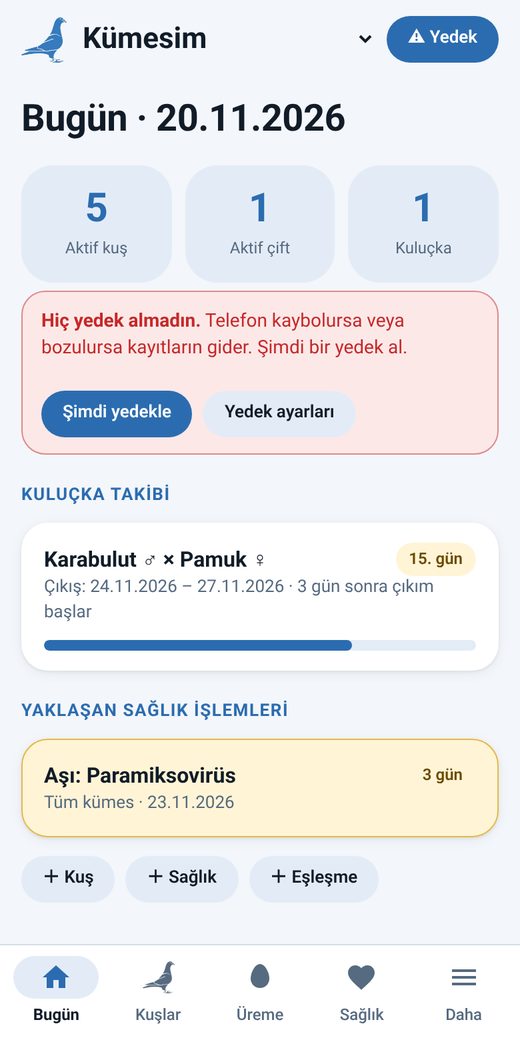 Kümesim
Yedek
Bugün · 20.11.2026
5
Aktif kuş
1
Aktif çift
1
Kuluçka
Hiç yedek almadın. Telefon kaybolursa veya
bozulursa kayıtların gider. Şimdi bir yedek al.
Şimdi yedekle
Yedek ayarları
KULUÇKA TAKİBİ
Karabulut ♂ × Pamuk ♀
15. gün
Çıkış: 24.11.2026 – 27.11.2026 · 3 gün sonra çıkım
başlar
YAKLAŞAN SAĞLIK İŞLEMLERİ
Aşı: Paramiksovirüs
3 gün
Tüm kümes · 23.11.2026
+ Kuş
+ Sağlık
+ Eşleşme
Bugün
Kuşlar
Üreme
Sağlık
Daha